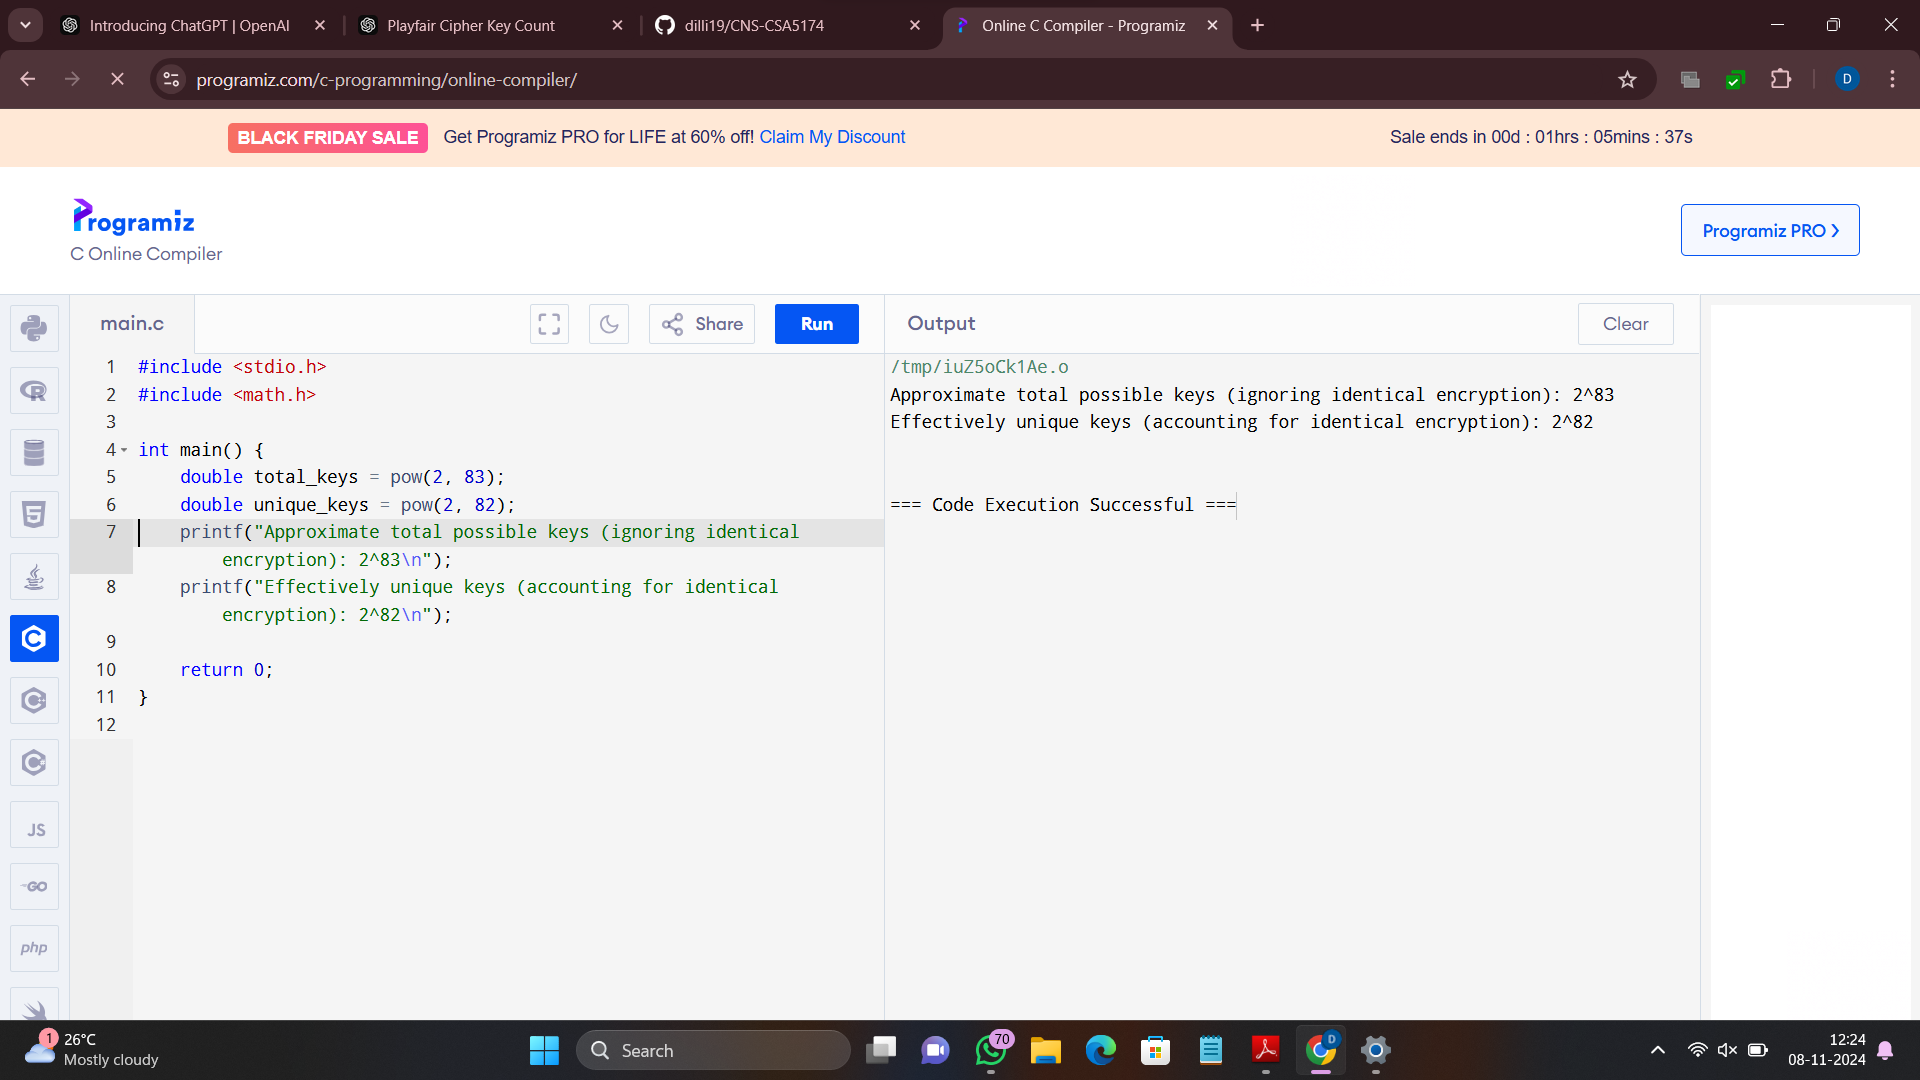 Introducing ChatGPT | OpenAI
Playfair Cipher Key Count
dilli19/CNS-CSA5174
Online C Compiler - Programiz
programiz.com/c-programming/online-compiler/
D
BLACK FRIDAY SALE Get Programiz PRO for LIFE at 60% off! Claim My Discount
Sale ends in 00d : 01hrs : 05mins : 37s
Programiz
C Online Compiler
Programiz PRO
main.c
Share
Run
Output
Clear
1 #include <stdio.h>
2 #include <math.h>
3
4 int main() {
5 double total_keys = pow(2, 83);
6 double unique_keys = pow(2, 82);
7 printf("Approximate total possible keys (ignoring identical
encryption): 2^83\n");
8 printf("Effectively unique keys (accounting for identical
encryption): 2^82\n");
9
10 return 0;
11 }
12
/tmp/iuZ5oCk1Ae.o
Approximate total possible keys (ignoring identical encryption): 2^83
Effectively unique keys (accounting for identical encryption): 2^82
=== Code Execution Successful ===
R
5
C
C
C
JS
GO
php
1
26°C
Mostly cloudy
Search
70
D
12:24
08-11-2024